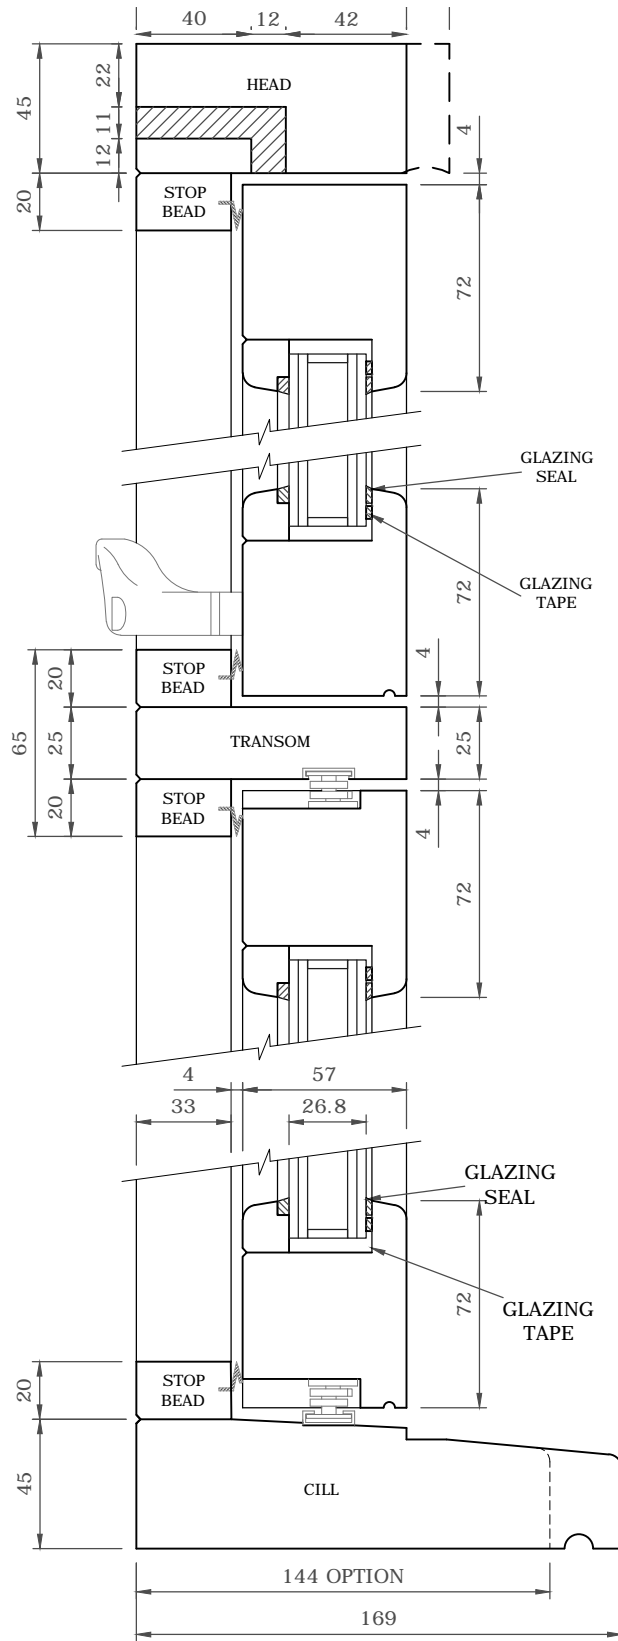 40
12
42
45
22
11
12
HEAD
4
20
STOP
BEAD
72
GLAZING
SEAL
GLAZING
TAPE
72
4
65
20
STOP
BEAD
25
TRANSOM
25
20
STOP
BEAD
4
72
4
57
33
26.8
GLAZING
SEAL
72
GLAZING
TAPE
20
STOP
BEAD
45
CILL
144 OPTION
169